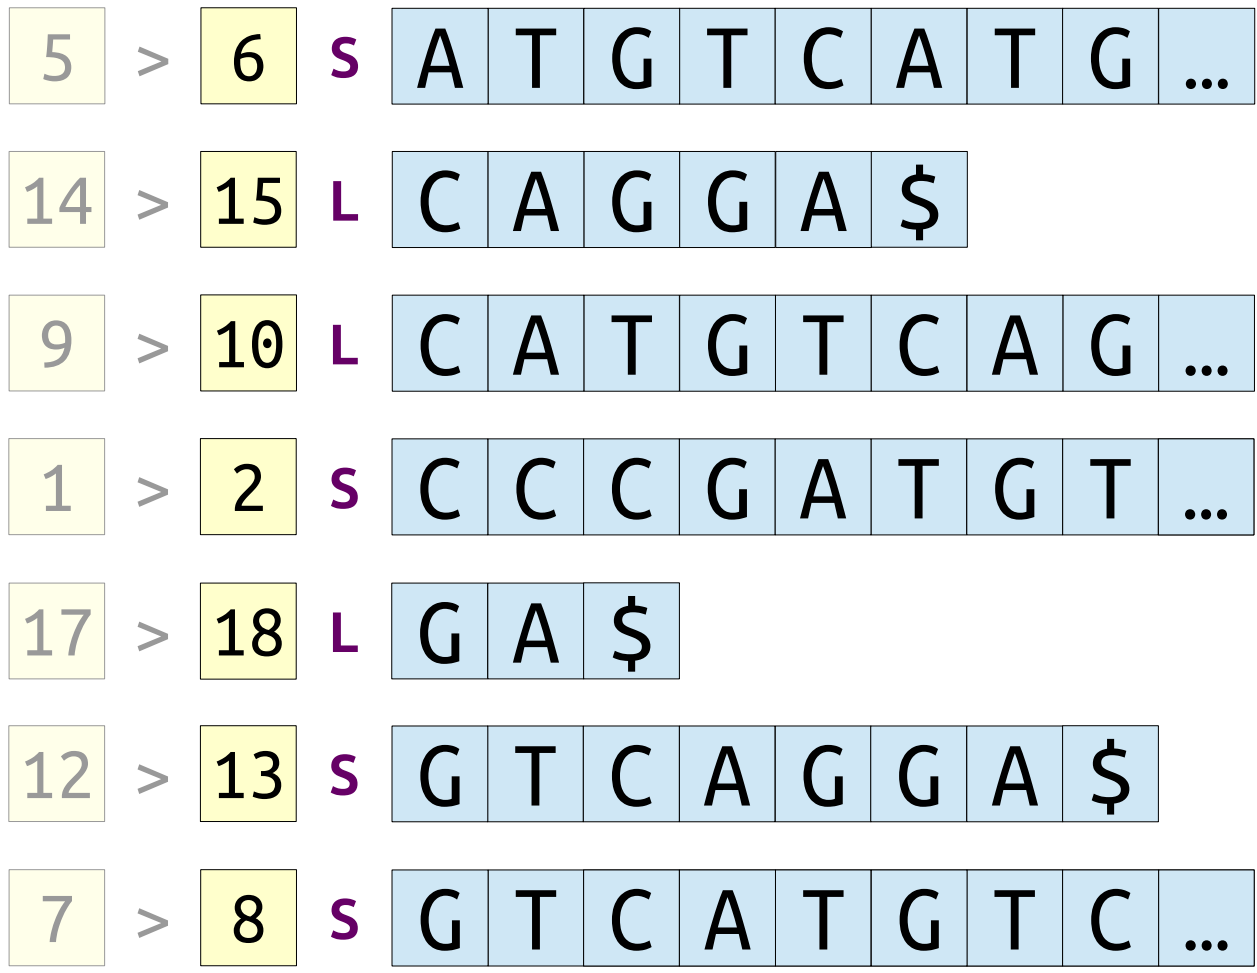 5 > 6 S A T G T C A T G ...
14 > 15 L C A G G A $
9 > 10 L C A T G T C A G ...
1 > 2 S C C C G A T G T ...
17 > 18 L G A $
12 > 13 S G T C A G G A $
7 > 8 S G T C A T G T C ...